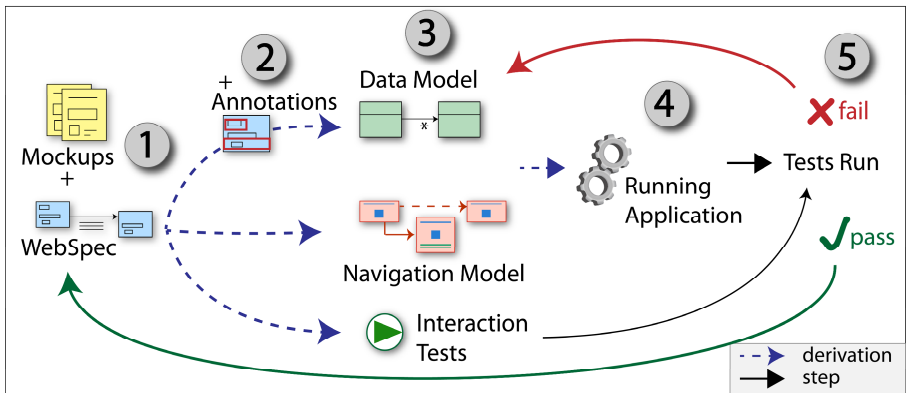 1
Mockups
+
WebSpec
2
+
Annotations
3
Data Model
x
Navigation Model
Interaction
Tests
4
Running
Application
5
fail
Tests Run
pass
derivation
step